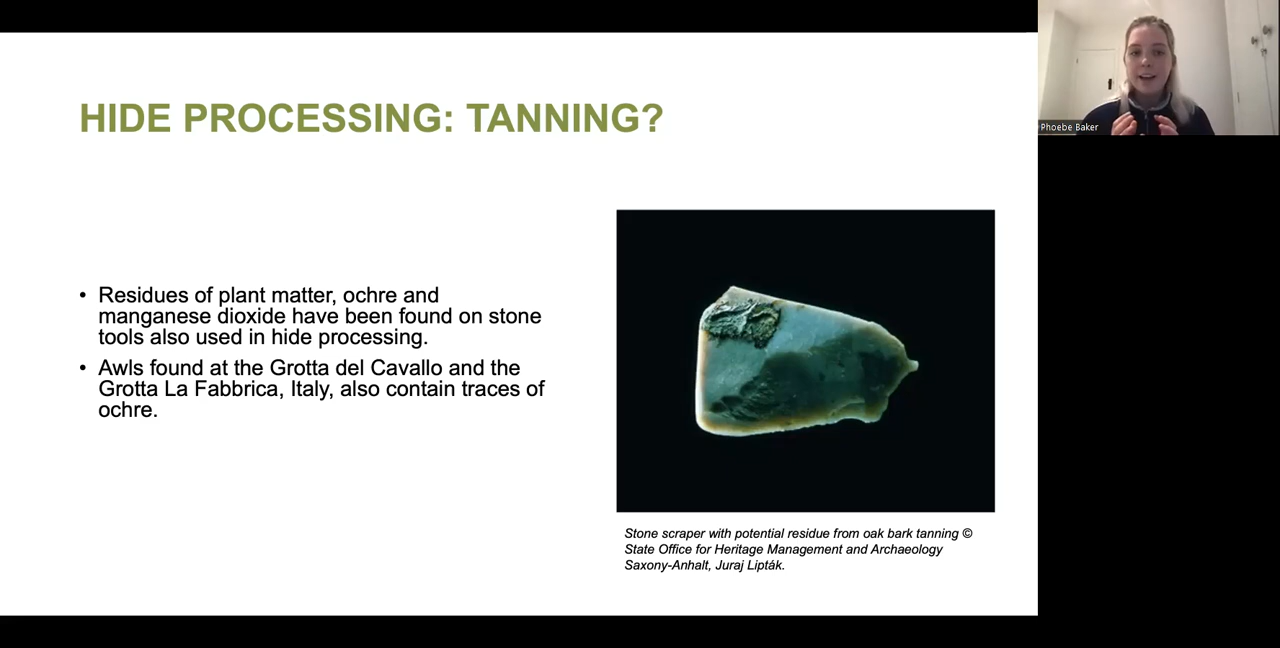 HIDE PROCESSING: TANNING?
• Residues of plant matter, ochre and
manganese dioxide have been found on stone
tools also used in hide processing.
• Awls found at the Grotta del Cavallo and the
Grotta La Fabbrica, Italy, also contain traces of
ochre.
Stone scraper with potential residue from oak bark tanning ©
State Office for Heritage Management and Archaeology
Saxony-Anhalt, Juraj Lipták.
Phoebe Baker